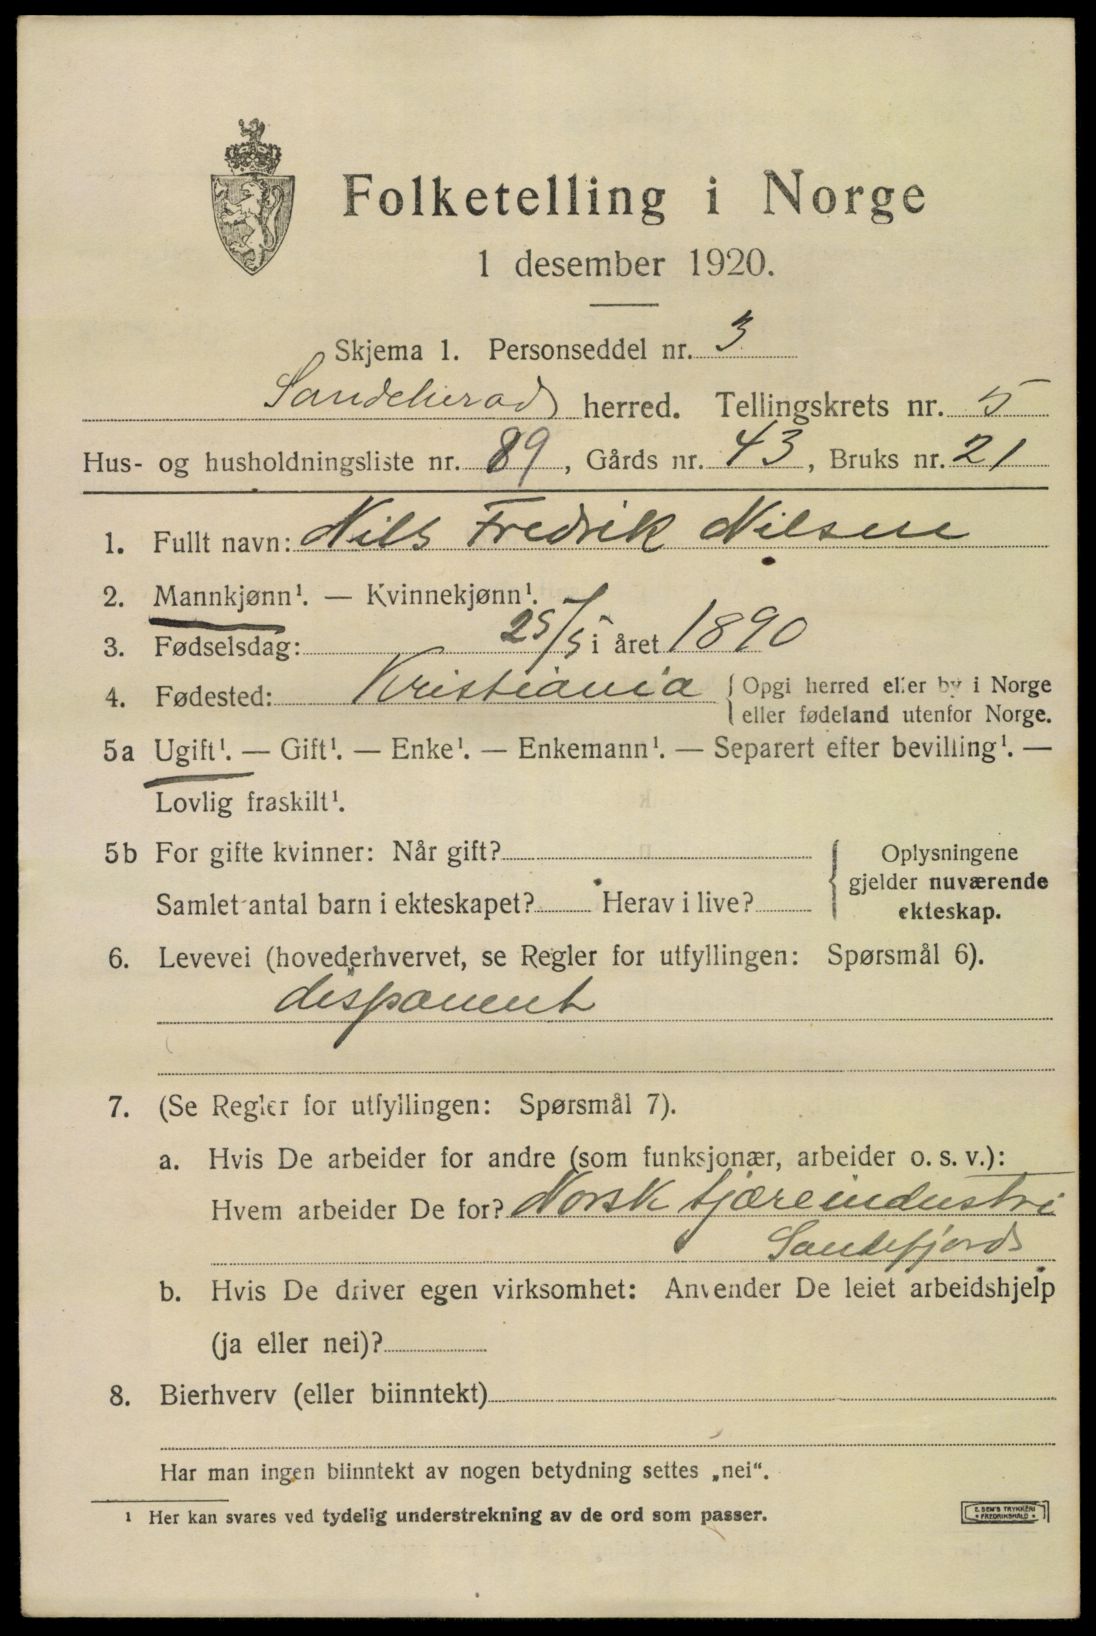 Folketelling i Norge
1 desember 1920.
Skjema 1. Personseddel nr. 3
Sandeherad herred. Tellingskrets nr. 5
Hus- og husholdningsliste nr. 89, Gårds nr. 43, Bruks nr. 21
1. Fullt navn: Nils Fredrik Nilsen
2. Mannkjønn¹. — Kvinnekjønn¹.
3. Fødselsdag: 25/5 i året 1890
4. Fødested: Kristiania { Opgi herred eller by i Norge
eller fødeland utenfor Norge.
5a Ugift¹. — Gift¹. — Enke¹. — Enkemann¹. — Separert efter bevilling¹. —
Lovlig fraskilt¹.
5b For gifte kvinner: Når gift?
Samlet antal barn i ekteskapet? Herav i live?
Oplysningene
gjelder nuværende
ekteskap.
6. Levevei (hovederhvervet, se Regler for utfyllingen: Spørsmål 6).
disponent
7. (Se Regler for utfyllingen: Spørsmål 7).
a. Hvis De arbeider for andre (som funksjonær, arbeider o. s. v.):
Hvem arbeider De for? Norsk tjæreindustri
Sandefjord
b. Hvis De driver egen virksomhet: Anvender De leiet arbeidshjelp
(ja eller nei)?
8. Bierhverv (eller biinntekt)
Har man ingen biinntekt av nogen betydning settes „nei“.
¹ Her kan svares ved tydelig understrekning av de ord som passer.
E. SEM'S TRYKKERI
FREDRIKSHALD